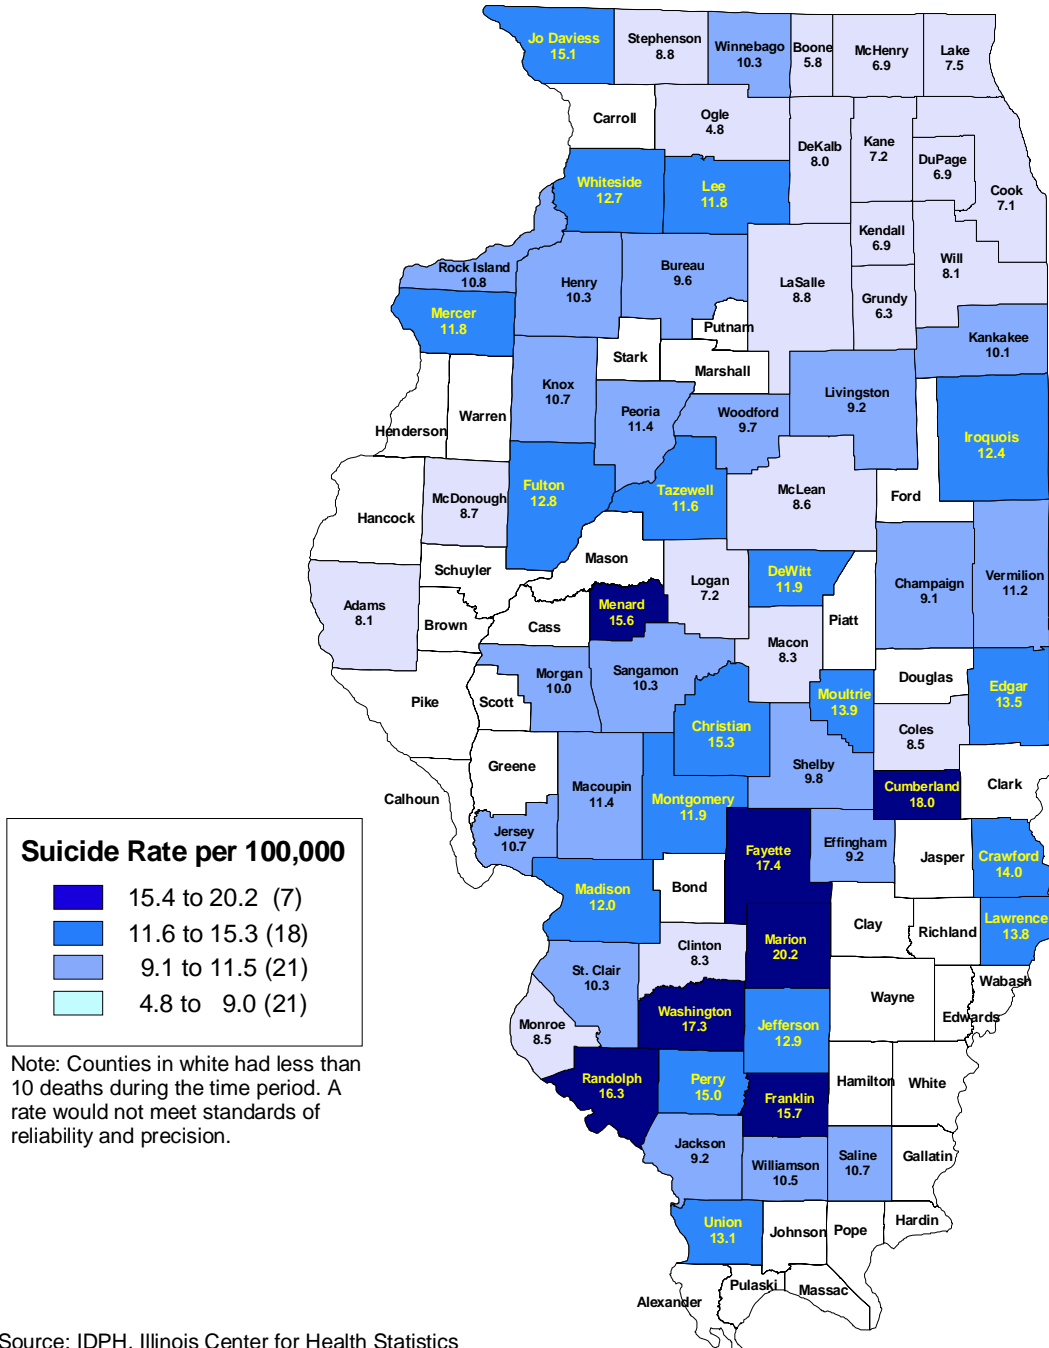 Jo Daviess
15.1
Stephenson
8.8
Winnebago
10.3
Boone
5.8
McHenry
6.9
Lake
7.5
Carroll
Ogle
4.8
DeKalb
8.0
Kane
7.2
DuPage
6.9
Cook
7.1
Whiteside
12.7
Lee
11.8
Kendall
6.9
Will
8.1
Rock Island
10.8
Henry
10.3
Bureau
9.6
LaSalle
8.8
Grundy
6.3
Mercer
11.8
Putnam
Kankakee
10.1
Stark
Marshall
Knox
10.7
Peoria
11.4
Woodford
9.7
Livingston
9.2
Henderson
Warren
Iroquois
12.4
Fulton
12.8
Tazewell
11.6
McLean
8.6
Ford
McDonough
8.7
Hancock
Mason
Schuyler
Logan
7.2
DeWitt
11.9
Champaign
9.1
Vermilion
11.2
Adams
8.1
Brown
Cass
Menard
15.6
Piatt
Macon
8.3
Morgan
10.0
Sangamon
10.3
Douglas
Edgar
13.5
Pike
Scott
Christian
15.3
Moultrie
13.9
Coles
8.5
Greene
Shelby
9.8
Macoupin
11.4
Montgomery
11.9
Cumberland
18.0
Clark
Calhoun
Jersey
10.7
Fayette
17.4
Effingham
9.2
Jasper
Crawford
14.0
Suicide Rate per 100,000
15.4 to 20.2 (7)
11.6 to 15.3 (18)
9.1 to 11.5 (21)
4.8 to 9.0 (21)
Madison
12.0
Bond
Clay
Richland
Lawrence
13.8
Clinton
8.3
Marion
20.2
St. Clair
10.3
Wayne
Wabash
Edwards
Monroe
8.5
Washington
17.3
Jefferson
12.9
Note: Counties in white had less than
10 deaths during the time period. A
rate would not meet standards of
reliability and precision.
Randolph
16.3
Perry
15.0
Franklin
15.7
Hamilton
White
Jackson
9.2
Williamson
10.5
Saline
10.7
Gallatin
Union
13.1
Johnson
Pope
Hardin
Alexander
Pulaski
Massac
Source: IDPH, Illinois Center for Health Statistics